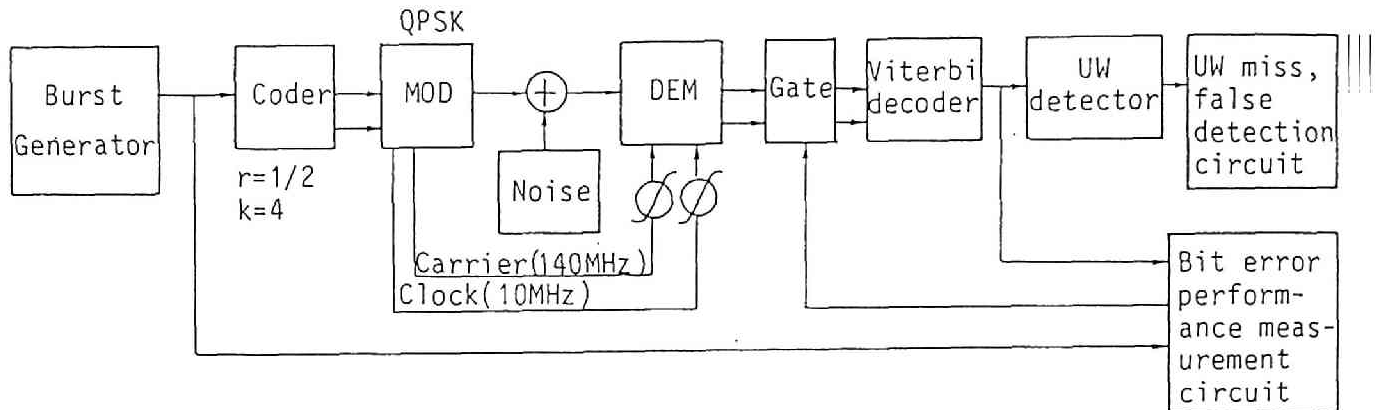 QPSK
Burst
Generator
Coder
r=1/2
k=4
MOD
Noise
DEM
Gate
Viterbi
decoder
UW
detector
UW miss,
false
detection
circuit
Carrier(140MHz)
Clock(10MHz)
Bit error
perform-
ance meas-
urement
circuit